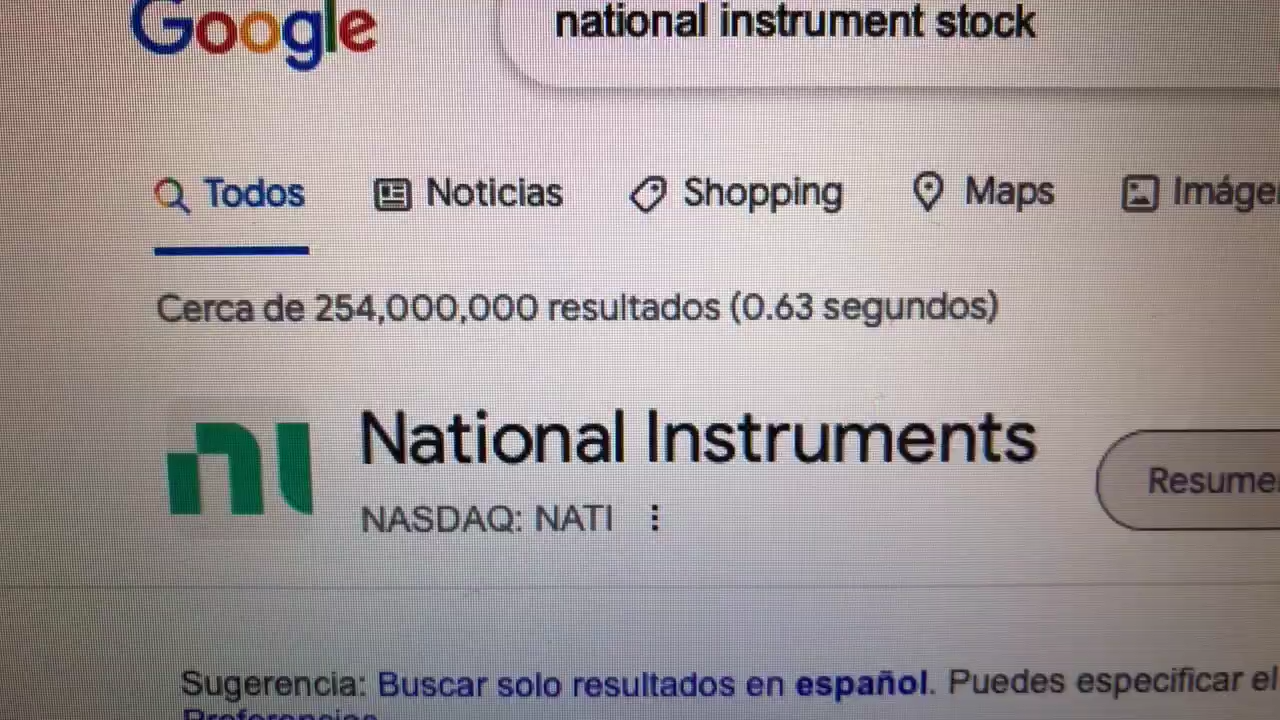 Google
national instrument stock
Todos Noticias Shopping Maps
Cerca de 254,000,000 resultados (0.63 segundos)
ni
National Instruments
NASDAQ: NATI
Sugerencia: Buscar solo resultados en español. Puedes especificar el